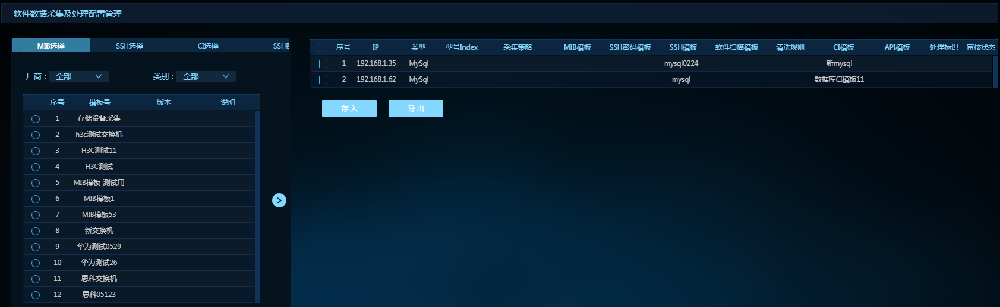 软件数据采集及处理配置管理
MIB选择 SSH选择 CI选择
厂商： 全部 类别： 全部
序号 模板号 版本 说明
1 存储设备采集
2 h3c测试交换机
3 H3C测试11
4 H3C测试
5 MIB模板-测试用
6 MIB模板1
7 MIB模板53
8 新交换机
9 华为测试0529
10 华为测试26
11 思科交换机
12 思科05123
序号 IP 类型 型号Index 采集策略 MIB模板 SSH密码模板 SSH模板 软件扫描模板 清洗规则 CI模板 API模板 处理标识 审核状态
1 192.168.1.35 MySql mysql0224 新mysql
2 192.168.1.62 MySql mysql 数据库CI模板11
存入 导出